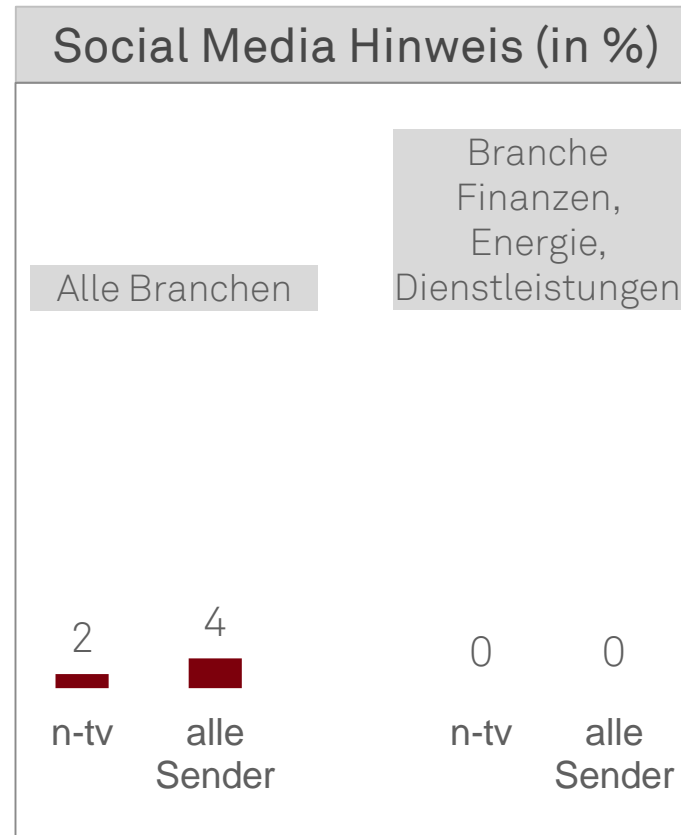 Social Media Hinweis (in %)
Alle Branchen
2
4
n-tv
alle
Sender
Branche
Finanzen,
Energie,
Dienstleistungen
0
0
n-tv
alle
Sender